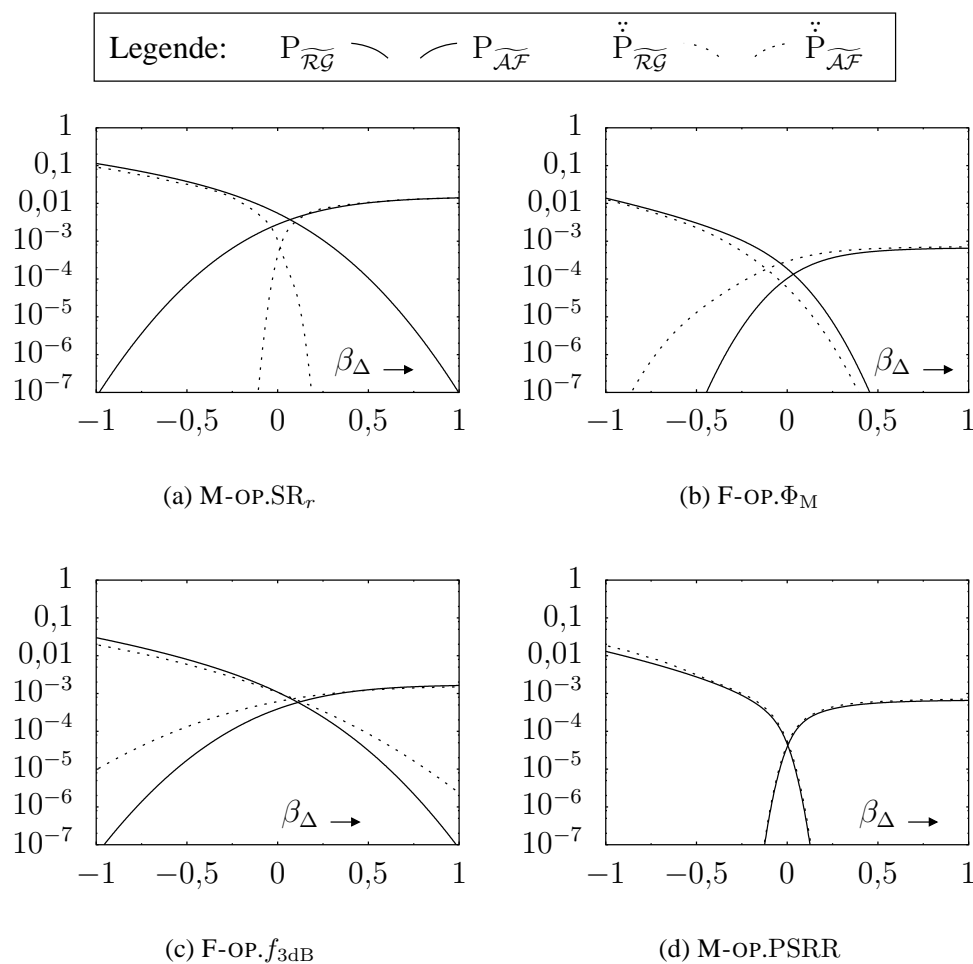 Legende: P_{\widetilde{\mathcal{RG}}} P_{\widetilde{\mathcal{AF}}} \ddot{\dot{P}}_{\widetilde{\mathcal{RG}}} \ddot{\dot{P}}_{\widetilde{\mathcal{AF}}}
1
0,1
0,01
10⁻³
10⁻⁴
10⁻⁵
10⁻⁶
10⁻⁷
β_Δ →
−1 −0,5 0 0,5 1
(a) M-OP.SR_r
1
0,1
0,01
10⁻³
10⁻⁴
10⁻⁵
10⁻⁶
10⁻⁷
β_Δ →
−1 −0,5 0 0,5 1
(b) F-OP.Φ_M
1
0,1
0,01
10⁻³
10⁻⁴
10⁻⁵
10⁻⁶
10⁻⁷
β_Δ →
−1 −0,5 0 0,5 1
(c) F-OP.f_{3dB}
1
0,1
0,01
10⁻³
10⁻⁴
10⁻⁵
10⁻⁶
10⁻⁷
β_Δ →
−1 −0,5 0 0,5 1
(d) M-OP.PSRR